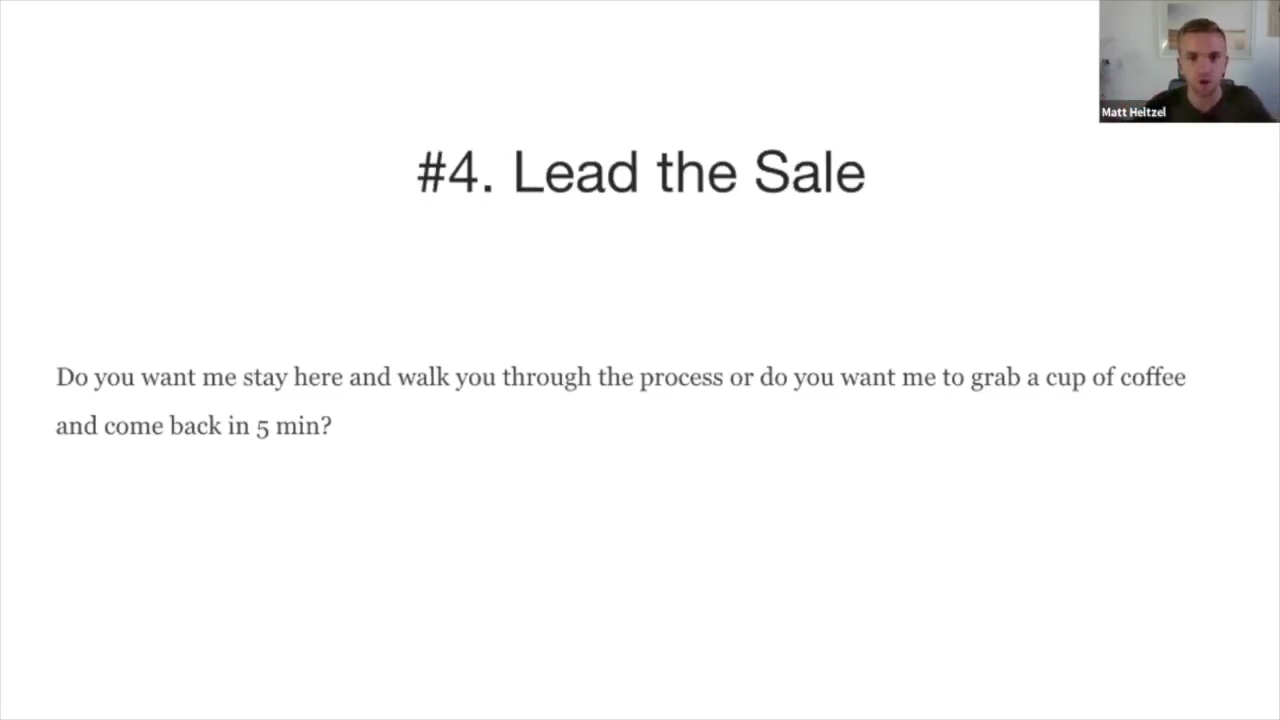 Matt Heltzel
#4. Lead the Sale
Do you want me stay here and walk you through the process or do you want me to grab a cup of coffee
and come back in 5 min?